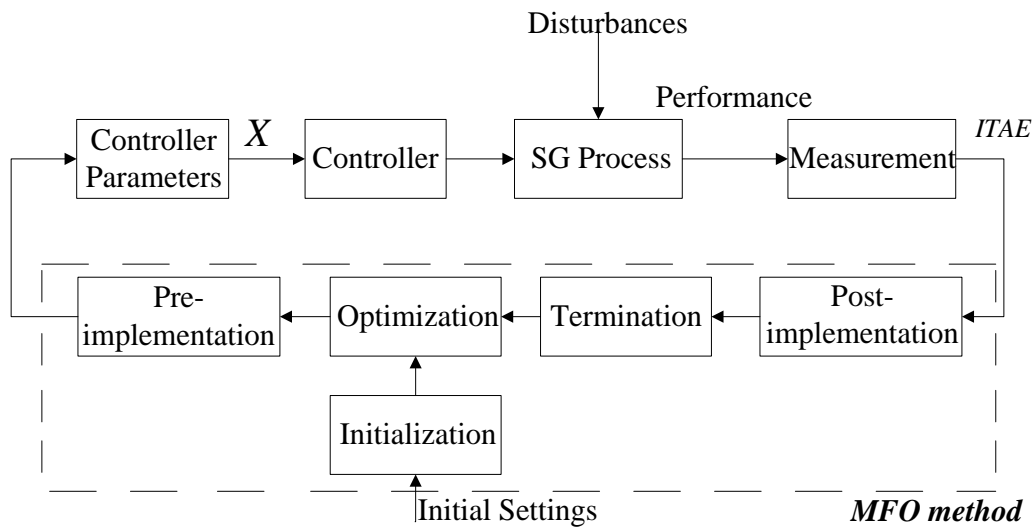 Disturbances
Performance
ITAE
Controller
Parameters
X
Controller
SG Process
Measurement
Pre-
implementation
Optimization
Termination
Post-
implementation
Initialization
Initial Settings
MFO method